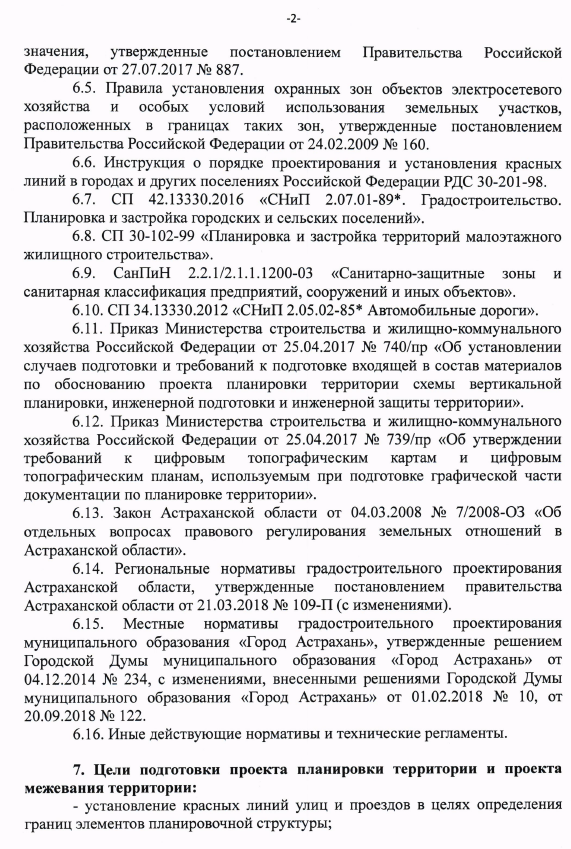 -2-
значения, утвержденные постановлением Правительства Российской
Федерации от 27.07.2017 № 887.
6.5. Правила установления охранных зон объектов электросетевого
хозяйства и особых условий использования земельных участков,
расположенных в границах таких зон, утвержденные постановлением
Правительства Российской Федерации от 24.02.2009 № 160.
6.6. Инструкция о порядке проектирования и установления красных
линий в городах и других поселениях Российской Федерации РДС 30-201-98.
6.7. СП 42.13330.2016 «СНиП 2.07.01-89*. Градостроительство.
Планировка и застройка городских и сельских поселений».
6.8. СП 30-102-99 «Планировка и застройка территорий малоэтажного
жилищного строительства».
6.9. СанПиН 2.2.1/2.1.1.1200-03 «Санитарно-защитные зоны и
санитарная классификация предприятий, сооружений и иных объектов».
6.10. СП 34.13330.2012 «СНиП 2.05.02-85* Автомобильные дороги».
6.11. Приказ Министерства строительства и жилищно-коммунального
хозяйства Российской Федерации от 25.04.2017 № 740/пр «Об установлении
случаев подготовки и требований к подготовке входящей в состав материалов
по обоснованию проекта планировки территории схемы вертикальной
планировки, инженерной подготовки и инженерной защиты территории».
6.12. Приказ Министерства строительства и жилищно-коммунального
хозяйства Российской Федерации от 25.04.2017 № 739/пр «Об утверждении
требований к цифровым топографическим картам и цифровым
топографическим планам, используемым при подготовке графической части
документации по планировке территории».
6.13. Закон Астраханской области от 04.03.2008 № 7/2008-ОЗ «Об
отдельных вопросах правового регулирования земельных отношений в
Астраханской области».
6.14. Региональные нормативы градостроительного проектирования
Астраханской области, утвержденные постановлением правительства
Астраханской области от 21.03.2018 № 109-П (с изменениями).
6.15. Местные нормативы градостроительного проектирования
муниципального образования «Город Астрахань», утвержденные решением
Городской Думы муниципального образования «Город Астрахань» от
04.12.2014 № 234, с изменениями, внесенными решениями Городской Думы
муниципального образования «Город Астрахань» от 01.02.2018 № 10, от
20.09.2018 № 122.
6.16. Иные действующие нормативы и технические регламенты.
7. Цели подготовки проекта планировки территории и проекта
межевания территории:
- установление красных линий улиц и проездов в целях определения
границ элементов планировочной структуры;